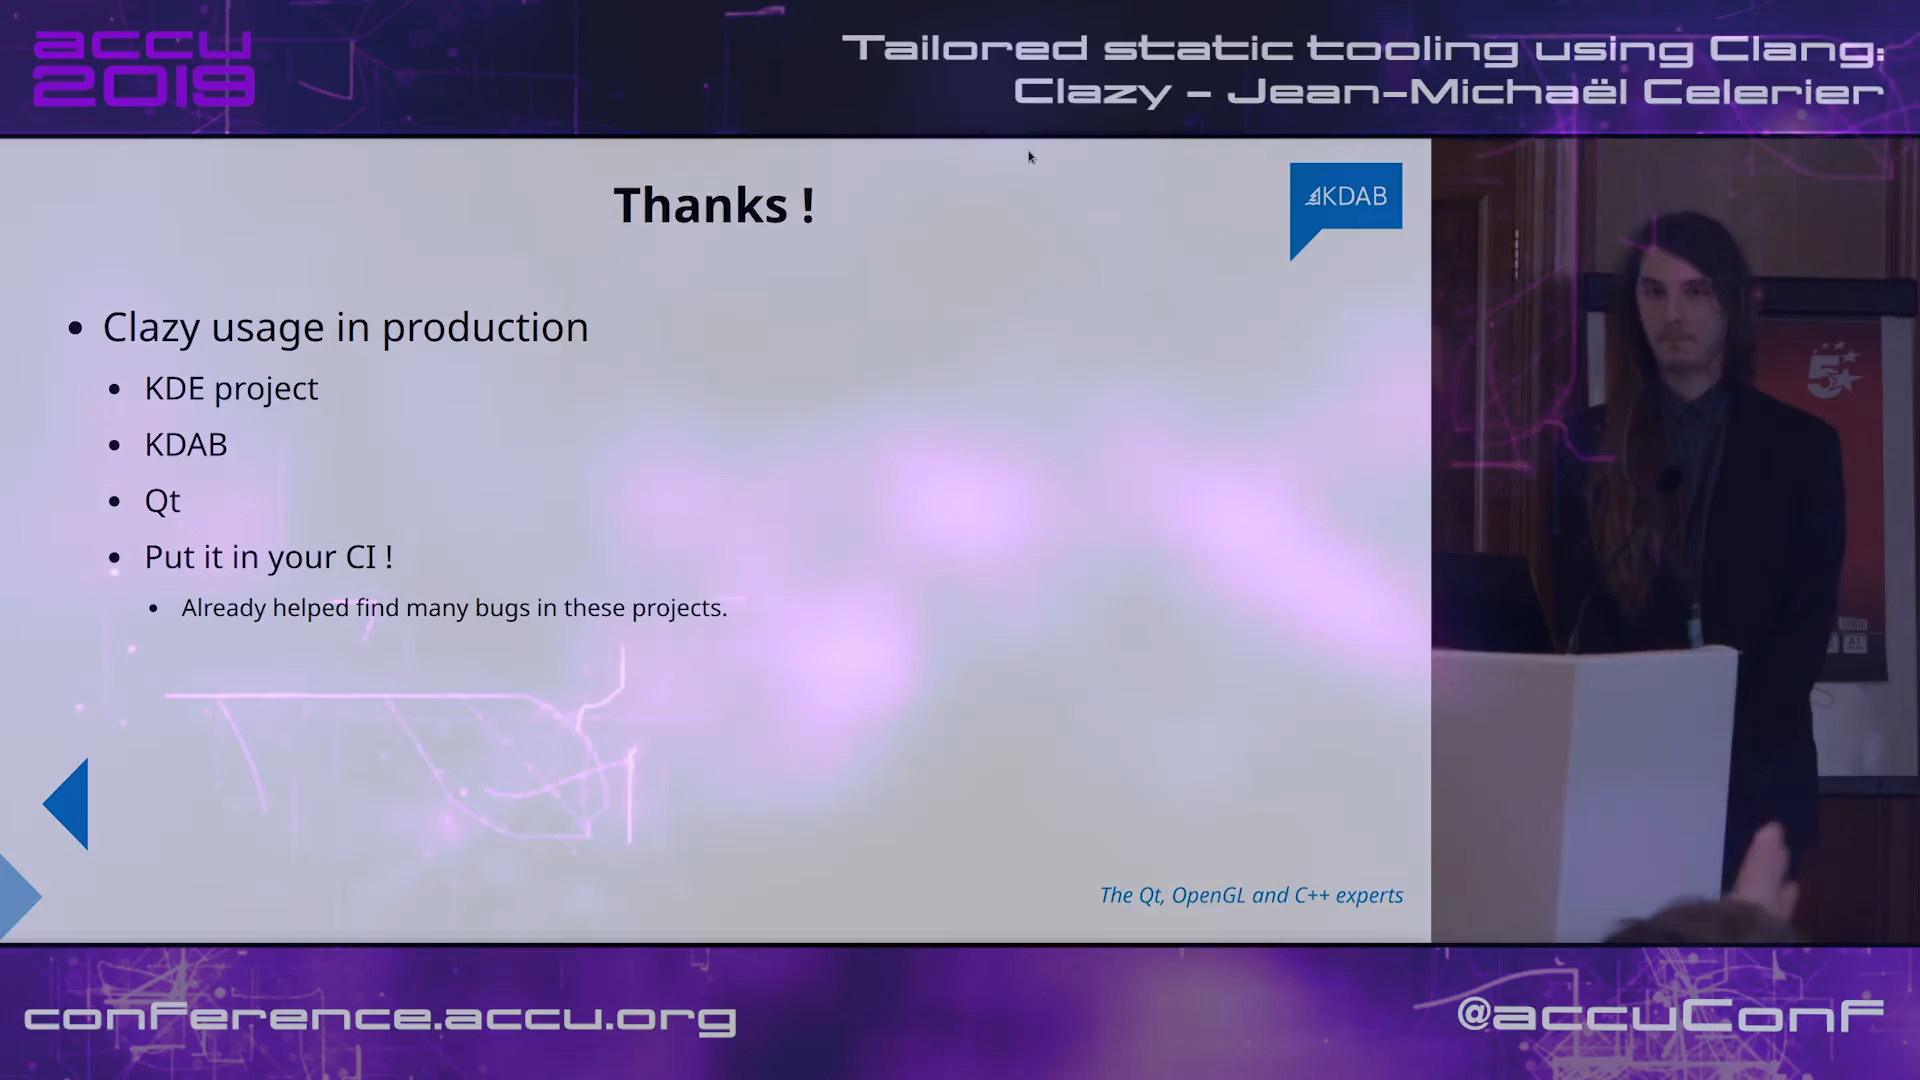 accu
2019
Tailored static tooling using Clang:
Clazy - Jean-Michaël Celerier
Thanks !
KDAB
• Clazy usage in production
• KDE project
• KDAB
• Qt
• Put it in your CI !
• Already helped find many bugs in these projects.
The Qt, OpenGL and C++ experts
5
conference.accu.org
@accuConf